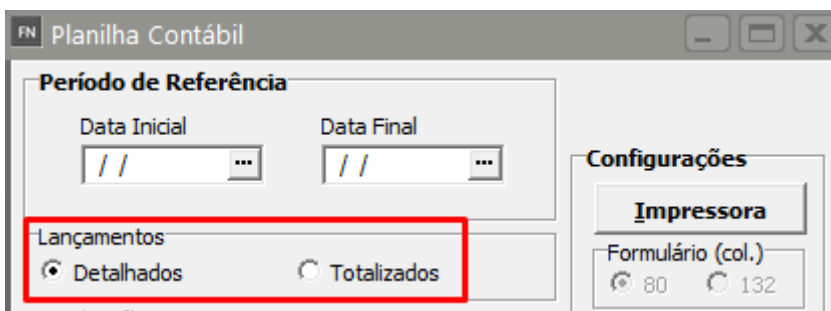 FN Planilha Contábil
Período de Referência
Data Inicial Data Final
/ / ... / / ...
Lançamentos
Detalhados Totalizados
Configurações
Impressora
Formulário (col.)
80 132